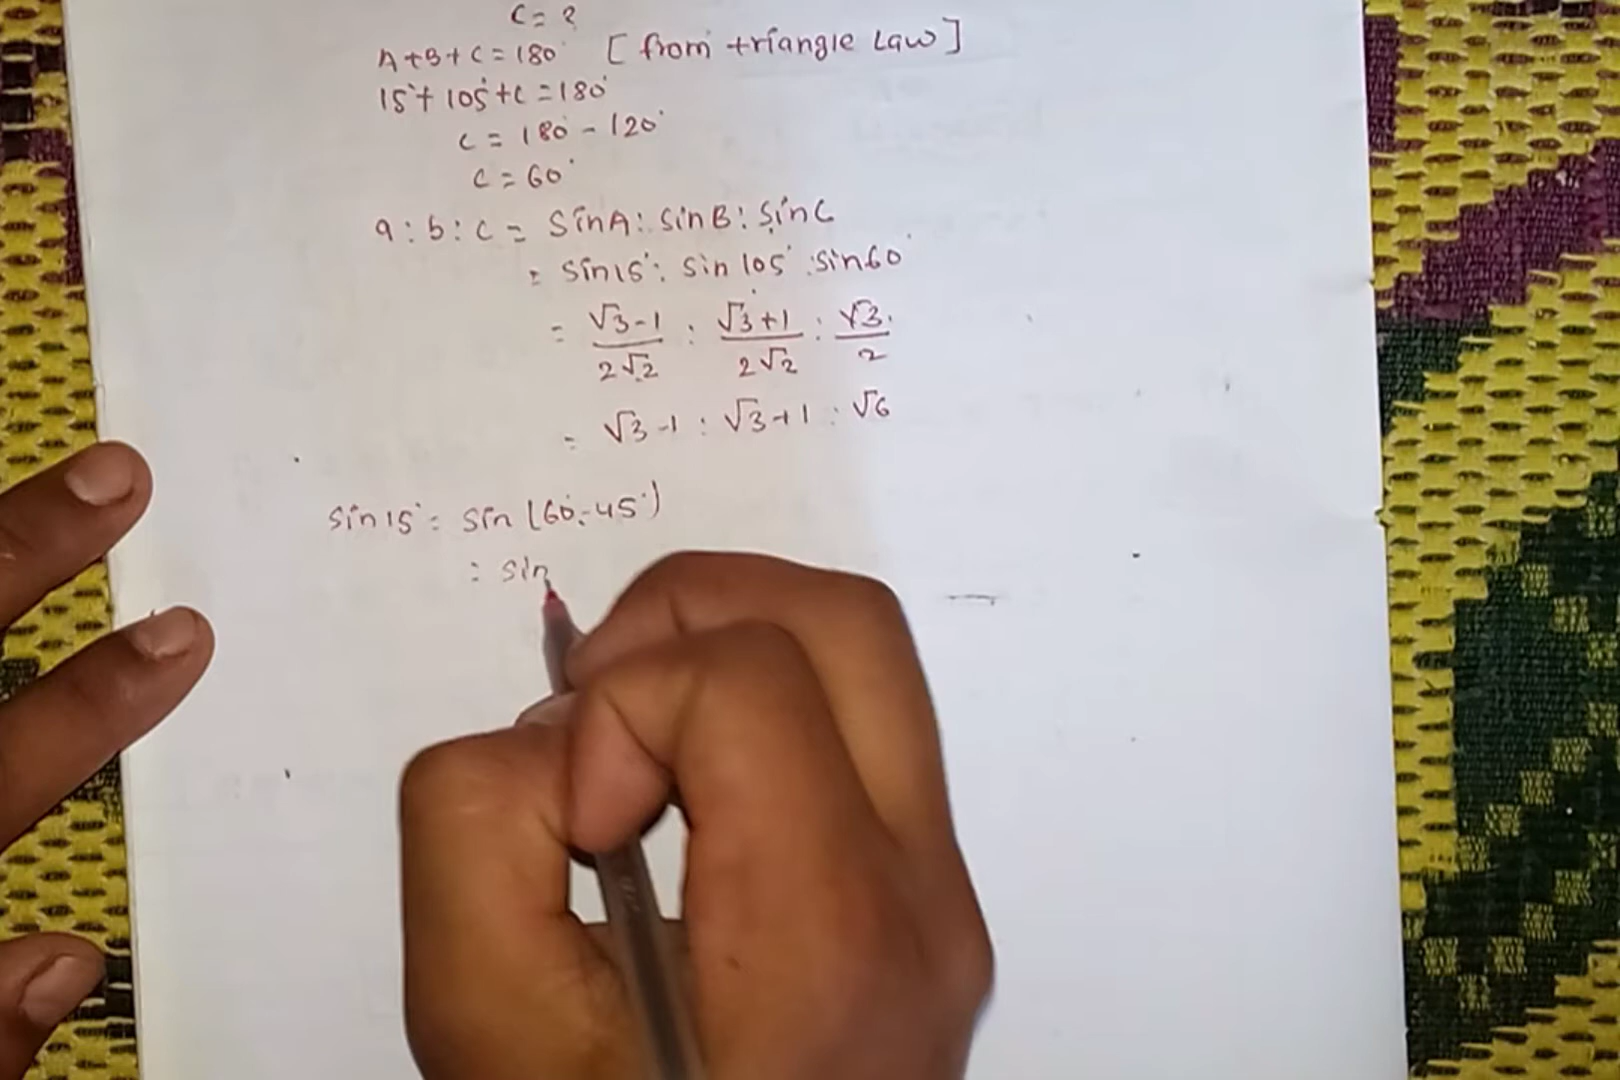 C = ?
A+B+C = 180° [from triangle Law]
15°+105°+C = 180°
C = 180° - 120°
C = 60°
a : b : c = SinA : SinB : SinC
= Sin15° : Sin105° : Sin60°
= √3-1/2√2 : √3+1/2√2 : √3/2
= √3-1 : √3+1 : √6
Sin15° = Sin(60°-45°)
= Sin